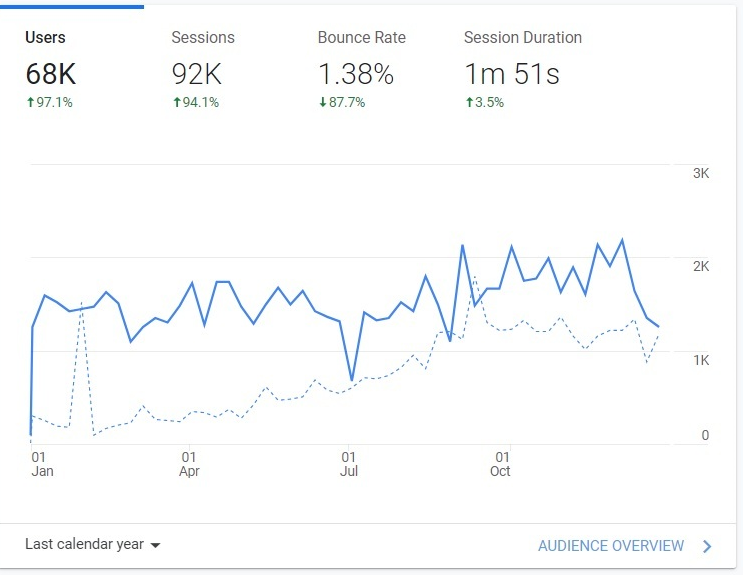 Users Sessions Bounce Rate Session Duration
68K 92K 1.38% 1m 51s
↑97.1% ↑94.1% ↓87.7% ↑3.5%
3K
2K
1K
0
01 01 01 01
Jan Apr Jul Oct
Last calendar year AUDIENCE OVERVIEW